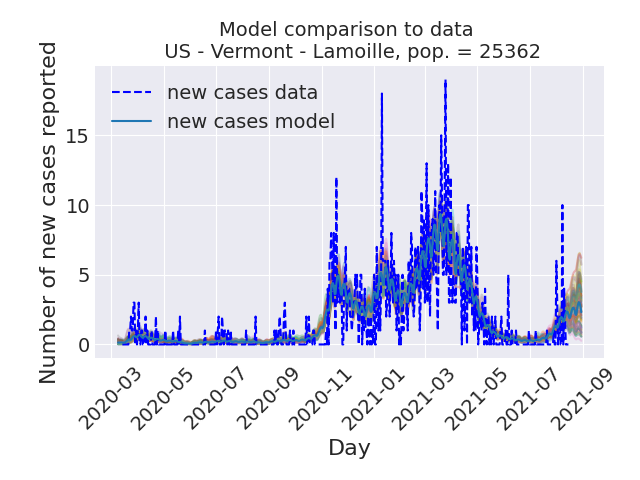 Model comparison to data
US - Vermont - Lamoille, pop. = 25362
new cases data
new cases model
Number of new cases reported
15
10
5
0
2020-03
2020-05
2020-07
2020-09
2020-11
2021-01
2021-03
2021-05
2021-07
2021-09
Day